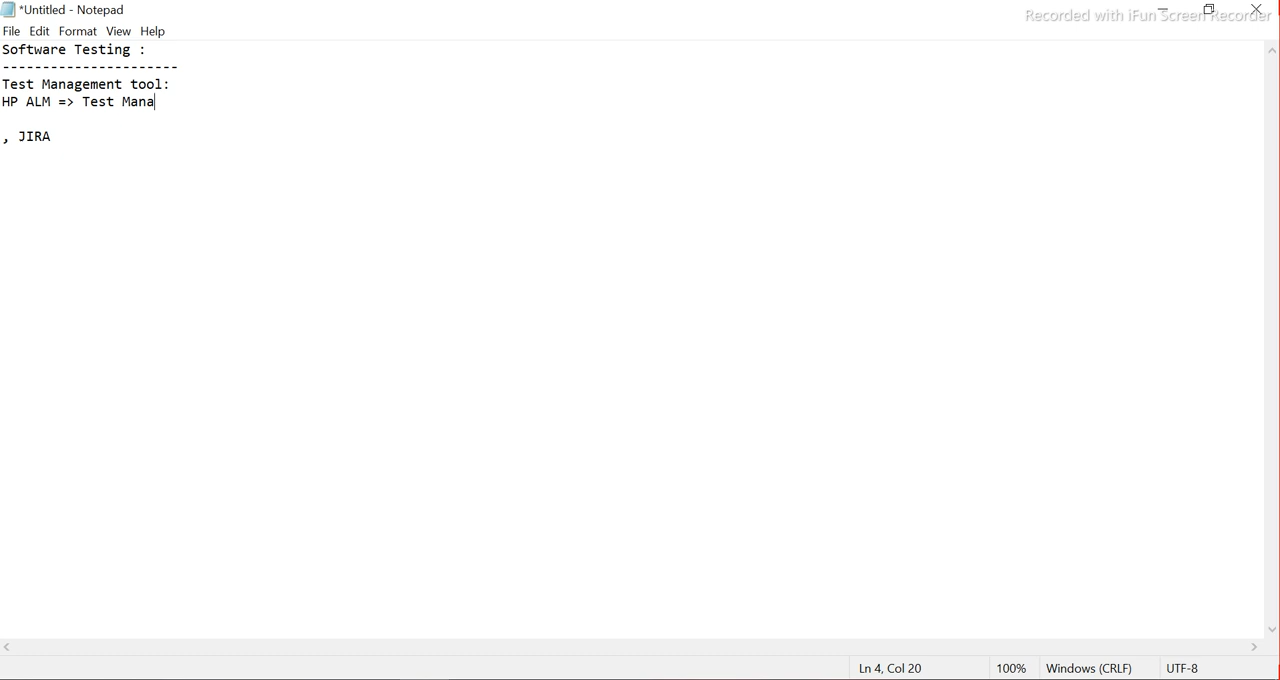 *Untitled - Notepad
Recorded with iFun Screen Recorder
File Edit Format View Help
Software Testing :
----------------------
Test Management tool:
HP ALM => Test Mana
, JIRA
Ln 4, Col 20 100% Windows (CRLF) UTF-8